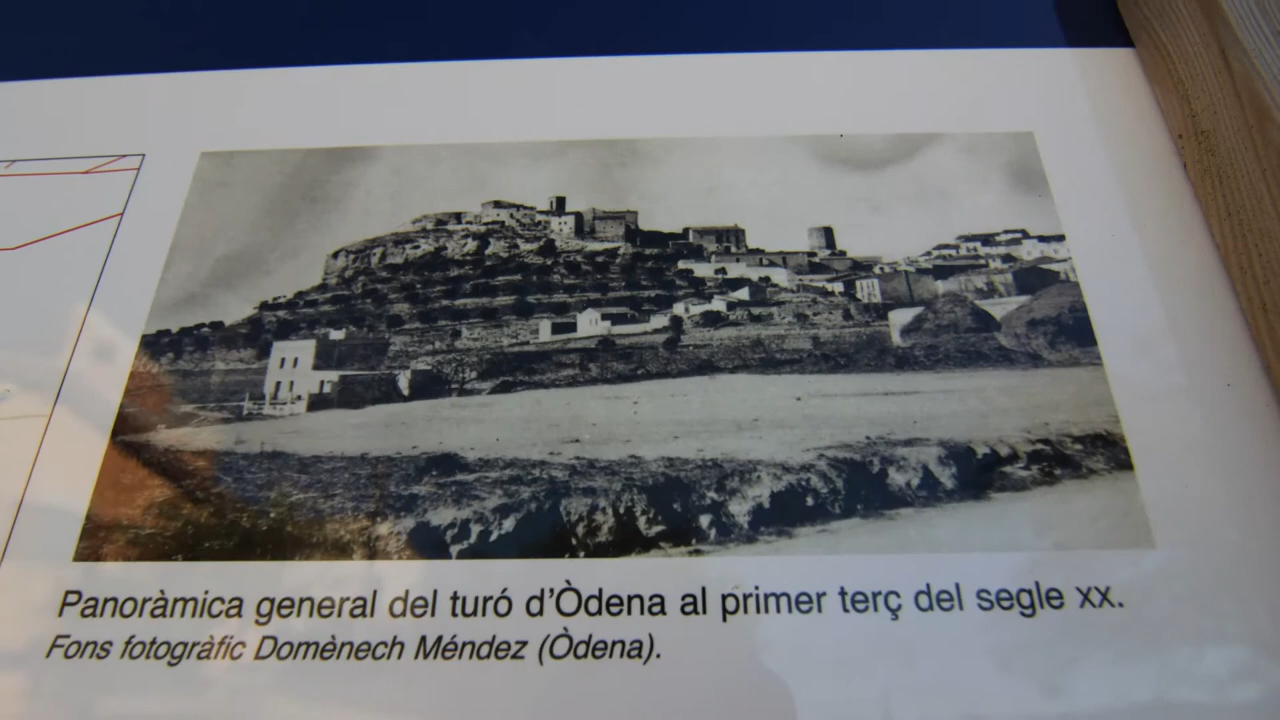 Panoràmica general del turó d'Òdena al primer terç del segle XX.
Fons fotogràfic Domènech Méndez (Òdena).